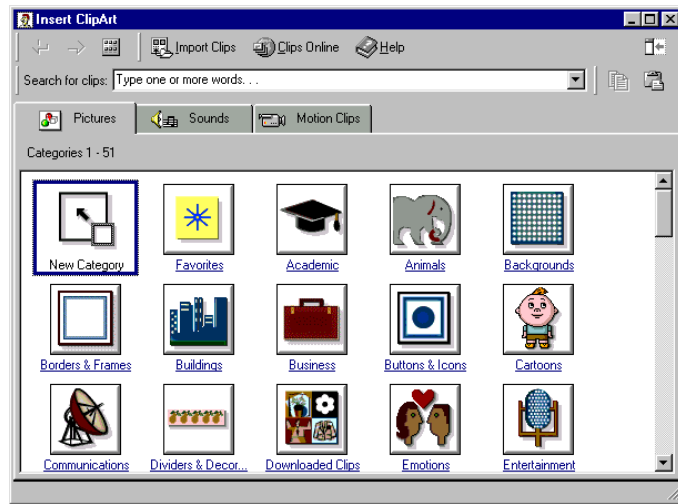 Insert ClipArt
Import Clips Clips Online Help
Search for clips: Type one or more words. . .
Pictures Sounds Motion Clips
Categories 1 - 51
New Category Favorites Academic Animals Backgrounds
Borders & Frames Buildings Business Buttons & Icons Cartoons
Communications Dividers & Decor... Downloaded Clips Emotions Entertainment